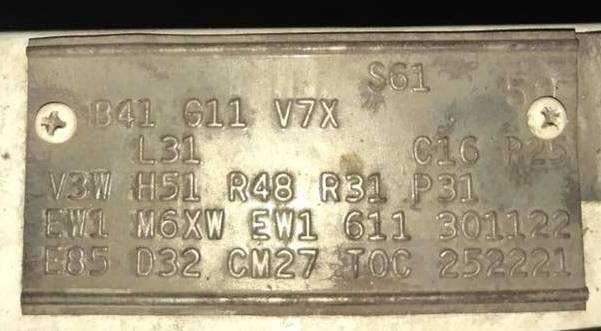 S61
B41 G11 V7X
L31 C16 R25
V3W H51 R48 R31 P31
EW1 M6XW EW1 611 301122
E85 D32 CM27 TOC 252221